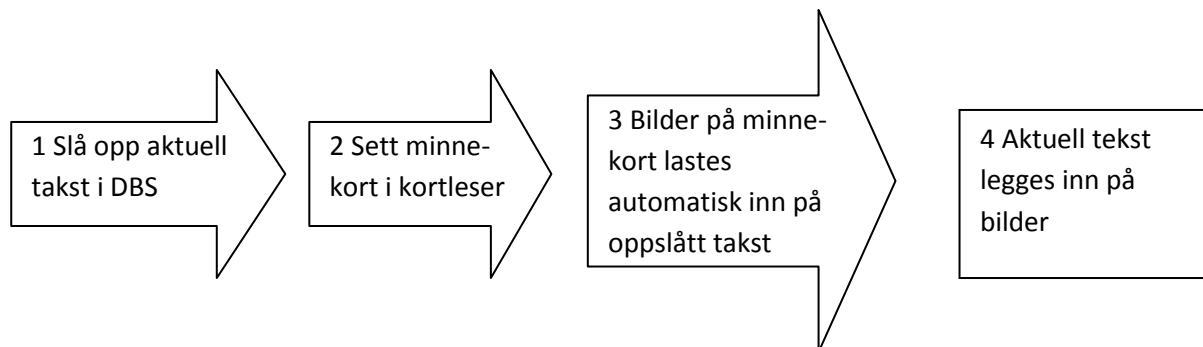 1 Slå opp aktuell
takst i DBS
2 Sett minne-
kort i kortleser
3 Bilder på minne-
kort lastes
automatisk inn på
oppslått takst
4 Aktuell tekst
legges inn på
bilder